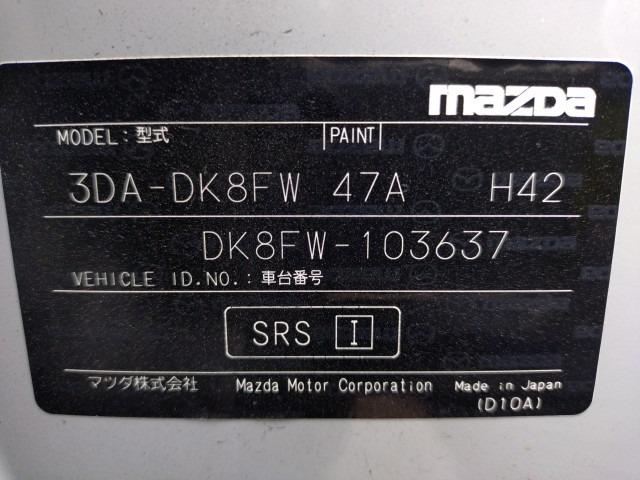 mazda
MODEL: 型式 PAINT
3DA-DK8FW 47A H42
DK8FW-103637
VEHICLE ID.NO.: 車台番号
SRS I
マツダ株式会社 Mazda Motor Corporation Made in Japan
(D10A)